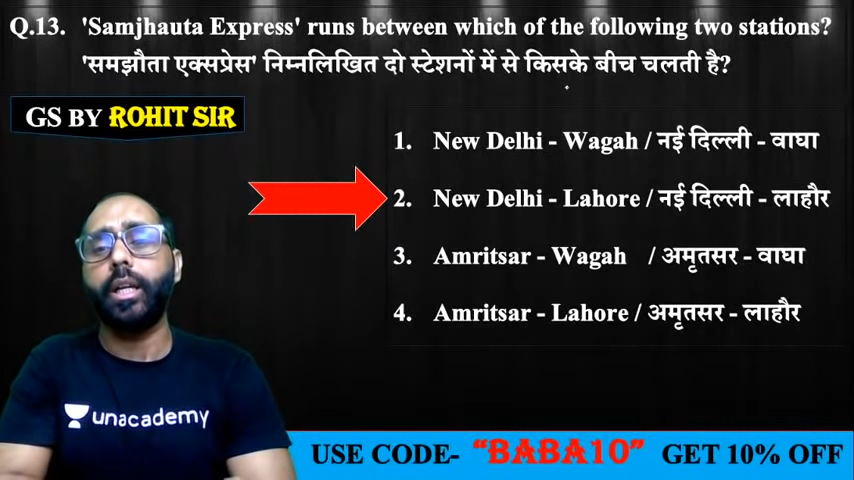 Q.13. 'Samjhauta Express' runs between which of the following two stations?
'समझौता एक्सप्रेस' निम्नलिखित दो स्टेशनों में से किसके बीच चलती है?
GS BY ROHIT SIR
1. New Delhi - Wagah / नई दिल्ली - वाघा
2. New Delhi - Lahore / नई दिल्ली - लाहौर
3. Amritsar - Wagah / अमृतसर - वाघा
4. Amritsar - Lahore / अमृतसर - लाहौर
unacademy
USE CODE- "BABA10" GET 10% OFF